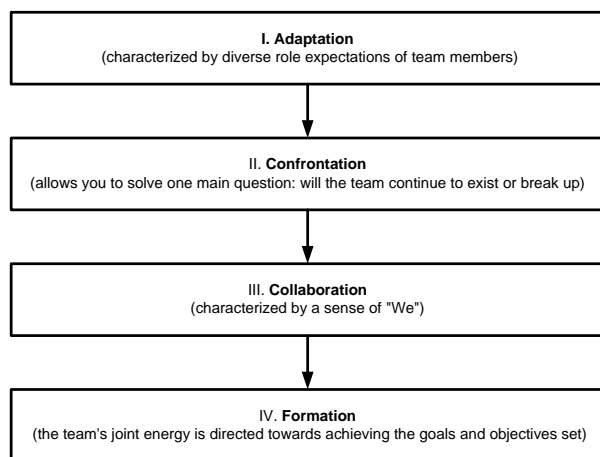 I. Adaptation
(characterized by diverse role expectations of team members)
II. Confrontation
(allows you to solve one main question: will the team continue to exist or break up)
III. Collaboration
(characterized by a sense of "We")
IV. Formation
(the team's joint energy is directed towards achieving the goals and objectives set)